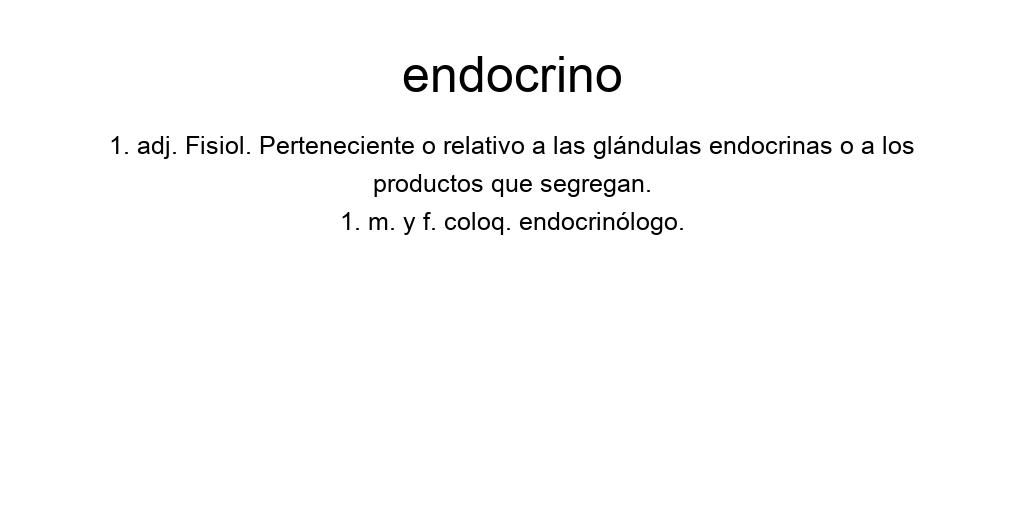 endocrino
1. adj. Fisiol. Perteneciente o relativo a las glándulas endocrinas o a los
productos que segregan.
1. m. y f. coloq. endocrinólogo.